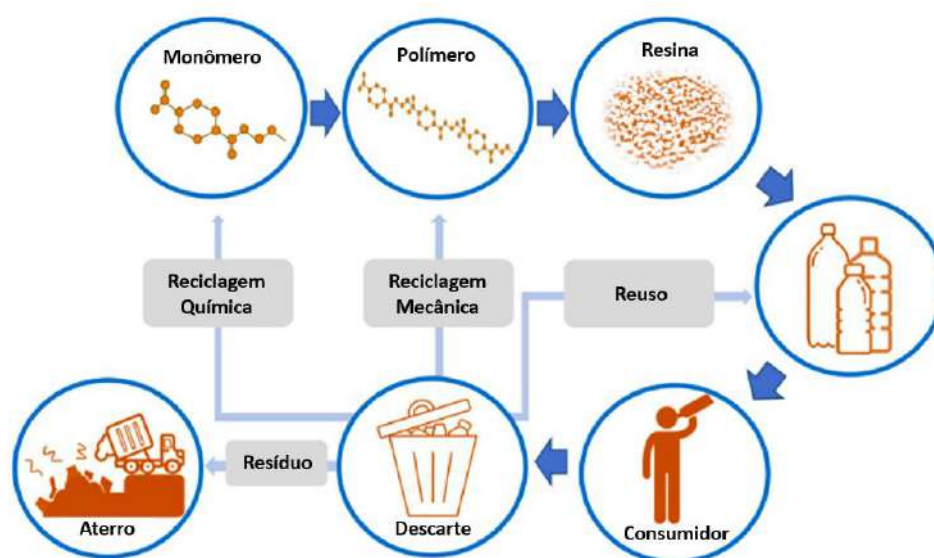 Monômero
Polímero
Resina
Reciclagem
Química
Reciclagem
Mecânica
Reuso
Resíduo
Aterro
Descarte
Consumidor